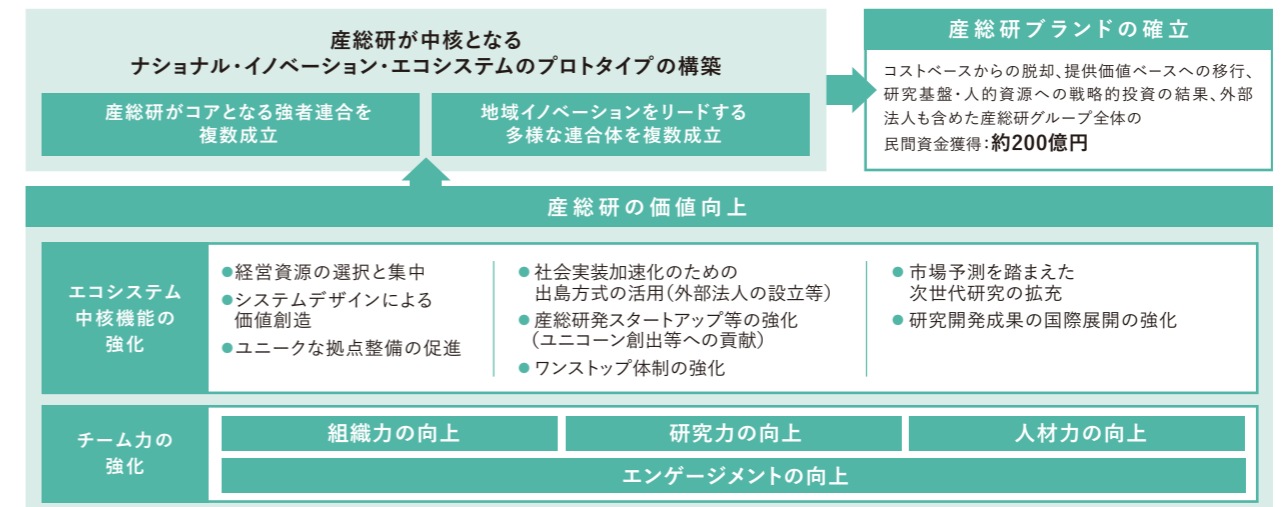 産総研が中核となる
ナショナル・イノベーション・エコシステムのプロトタイプの構築
産総研がコアとなる強者連合を
複数成立
地域イノベーションをリードする
多様な連合体を複数成立
産総研ブランドの確立
コストベースからの脱却、提供価値ベースへの移行、
研究基盤・人的資源への戦略的投資の結果、外部
法人も含めた産総研グループ全体の
民間資金獲得：約200億円
産総研の価値向上
エコシステム
中核機能の
強化
●経営資源の選択と集中
●システムデザインによる
価値創造
●ユニークな拠点整備の促進
●社会実装加速化のための
出島方式の活用（外部法人の設立等）
●産総研発スタートアップ等の強化
（ユニコーン創出等への貢献）
●ワンストップ体制の強化
●市場予測を踏まえた
次世代研究の拡充
●研究開発成果の国際展開の強化
チーム力の
強化
組織力の向上
研究力の向上
人材力の向上
エンゲージメントの向上